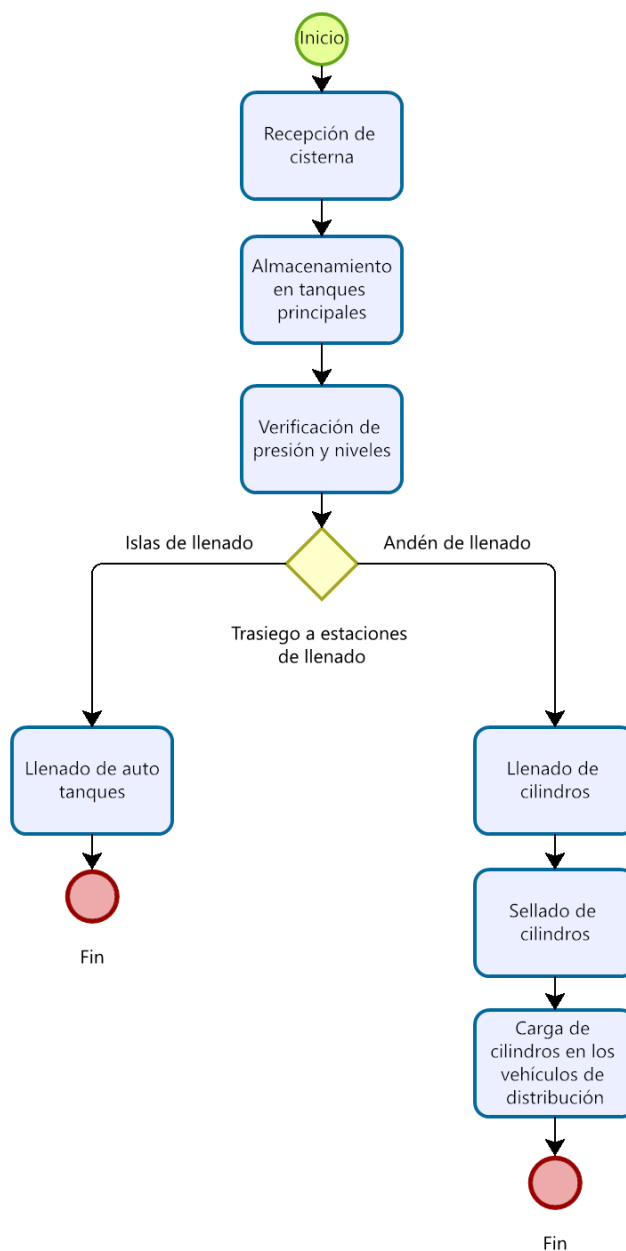 Inicio
Recepción de
cisterna
Almacenamiento
en tanques
principales
Verificación de
presión y niveles
Islas de llenado
Andén de llenado
Trasiego a estaciones
de llenado
Llenado de auto
tanques
Fin
Llenado de
cilindros
Sellado de
cilindros
Carga de
cilindros en los
vehículos de
distribución
Fin